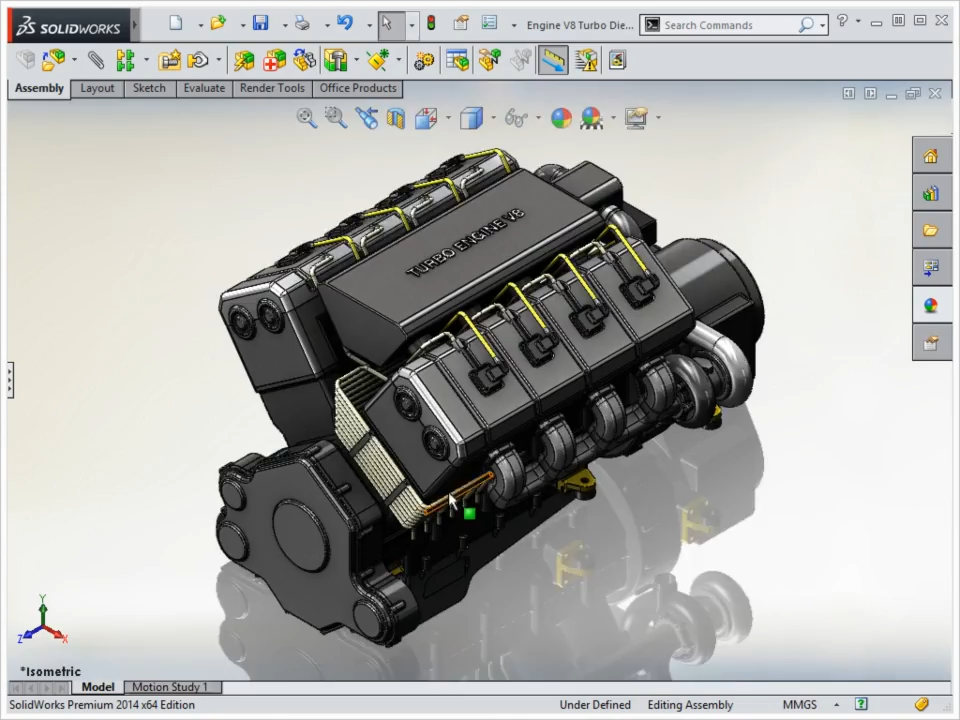 SOLIDWORKS
Engine V8 Turbo Die...
Search Commands
?
Assembly
Layout
Sketch
Evaluate
Render Tools
Office Products
TURBO ENGINE V8
Y
Z
X
*Isometric
Model
Motion Study 1
SolidWorks Premium 2014 x64 Edition
Under Defined
Editing Assembly
MMGS
?